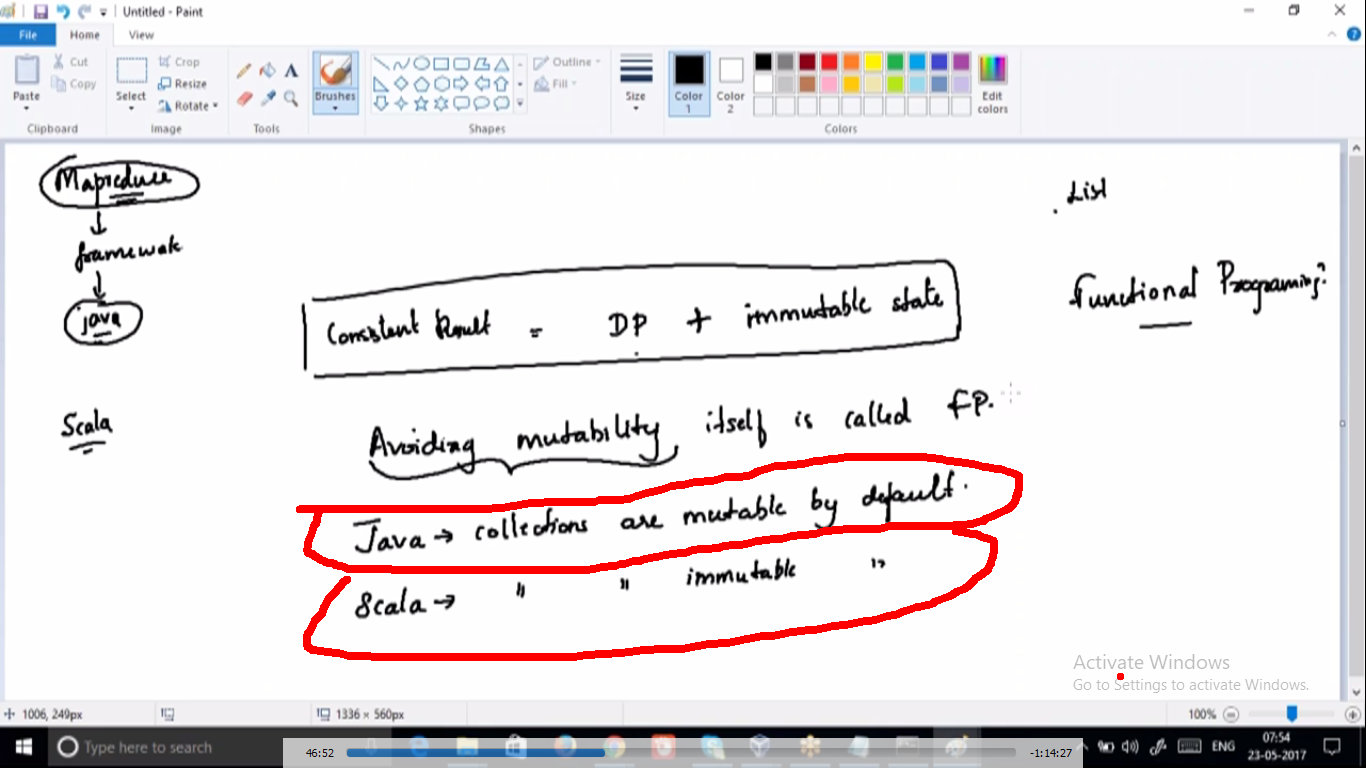 Untitled - Paint
File Home View
Paste Cut Copy Select Crop Resize Rotate Brushes Outline Fill Size Color 1 Color 2 Edit colors
Clipboard Image Tools Shapes Colors
Mapreduce
framewok
java
Scala
. List
Functional Programing?
Consistent Result = DP + immutable state
Avoiding mutability, itself is called FP.
Java → collections are mutable by default.
Scala → " " immutable "
Activate Windows
Go to Settings to activate Windows.
1006, 249px 1336 × 560px 100%
Type here to search
46:52 -1:14:27
ENG 07:54
23-05-2017